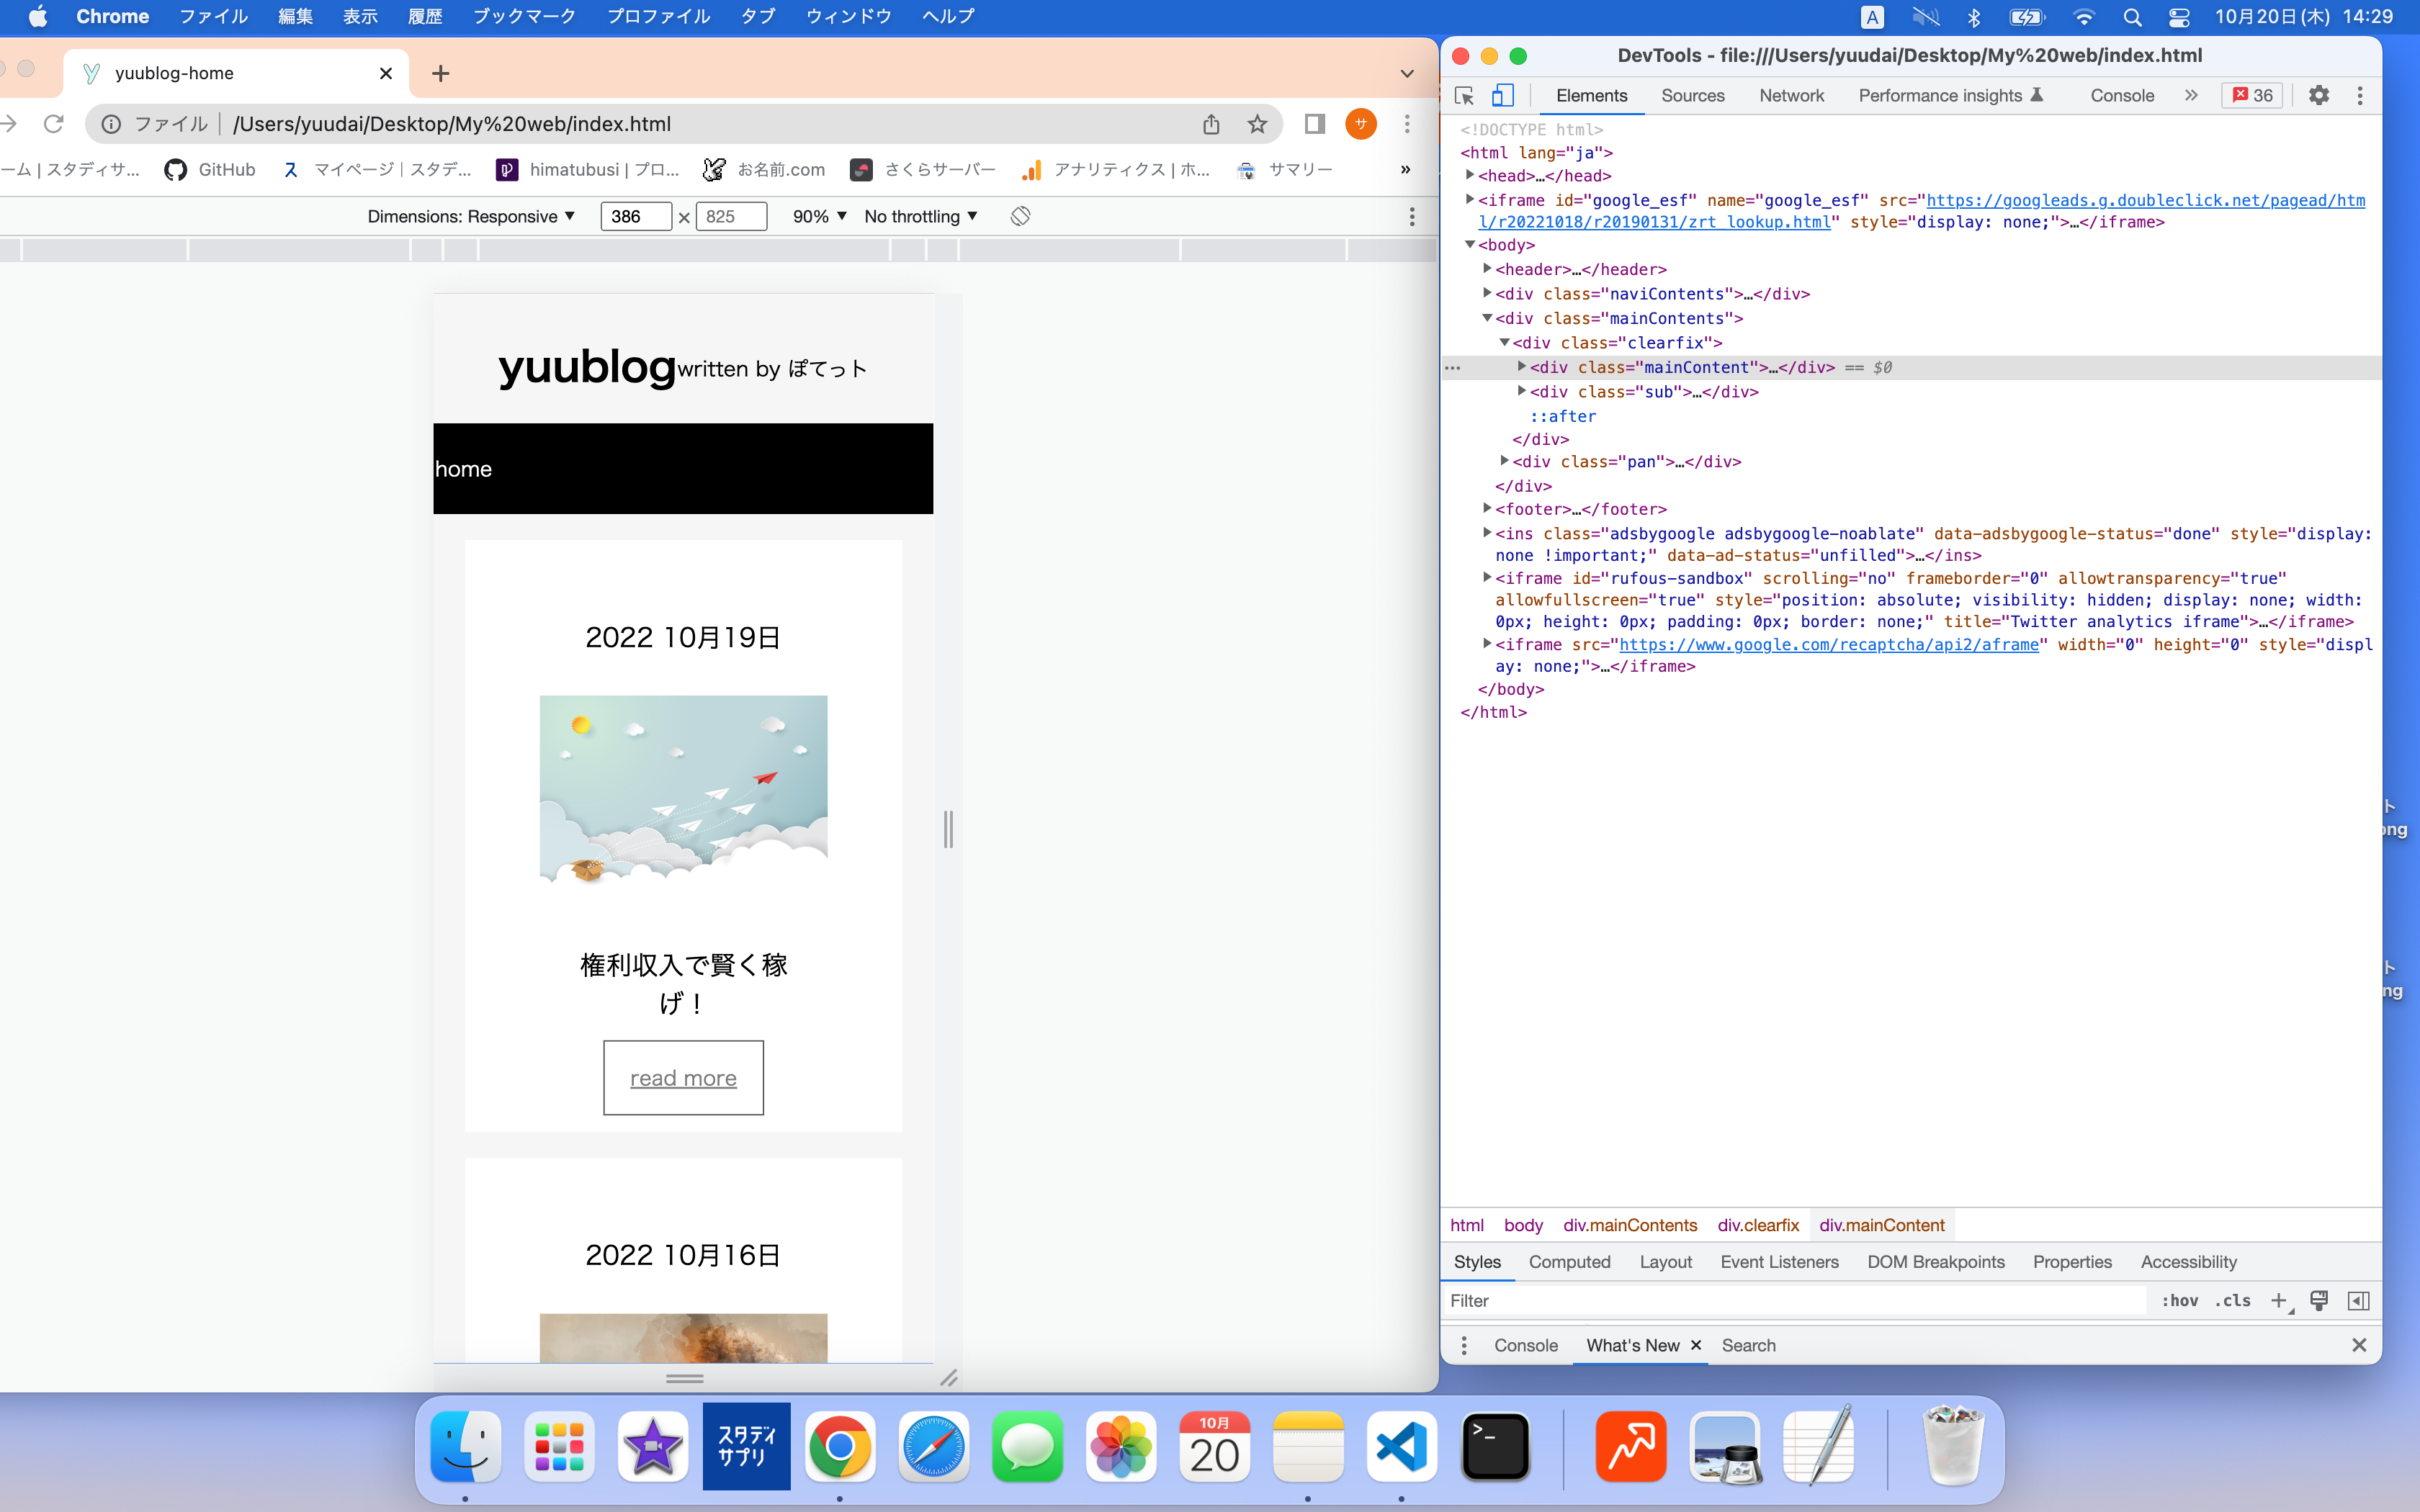 Chrome ファイル 編集 表示 履歴 ブックマーク プロファイル タブ ウィンドウ ヘルプ A 10月20日(木) 14:29
yuublog-home
ファイル /Users/yuudai/Desktop/My%20web/index.html サ
ーム | スタディサ... GitHub ス マイページ | スタデ... himatubusi | プロ... お名前.com さくらサーバー アナリティクス | ホ... サマリー »
Dimensions: Responsive ▼ 386 × 825 90% ▼ No throttling ▼
yuublog written by ぽてっト
home
2022 10月19日
権利収入で賢く稼
げ！
read more
2022 10月16日
DevTools - file:///Users/yuudai/Desktop/My%20web/index.html
Elements Sources Network Performance insights Console » 36
<!DOCTYPE html>
<html lang="ja">
<head>…</head>
<iframe id="google_esf" name="google_esf" src="https://googleads.g.doubleclick.net/pagead/htm
l/r20221018/r20190131/zrt_lookup.html" style="display: none;">…</iframe>
<body>
<header>…</header>
<div class="naviContents">…</div>
<div class="mainContents">
<div class="clearfix">
<div class="mainContent">…</div> == $0
<div class="sub">…</div>
::after
</div>
<div class="pan">…</div>
</div>
<footer>…</footer>
<ins class="adsbygoogle adsbygoogle-noablate" data-adsbygoogle-status="done" style="display:
none !important;" data-ad-status="unfilled">…</ins>
<iframe id="rufous-sandbox" scrolling="no" frameborder="0" allowtransparency="true"
allowfullscreen="true" style="position: absolute; visibility: hidden; display: none; width:
0px; height: 0px; padding: 0px; border: none;" title="Twitter analytics iframe">…</iframe>
<iframe src="https://www.google.com/recaptcha/api2/aframe" width="0" height="0" style="displ
ay: none;">…</iframe>
</body>
</html>
html body div.mainContents div.clearfix div.mainContent
Styles Computed Layout Event Listeners DOM Breakpoints Properties Accessibility
Filter :hov .cls
Console What's New Search
ト
png
ト
ng
スタディ
サプリ
10月
20
>_